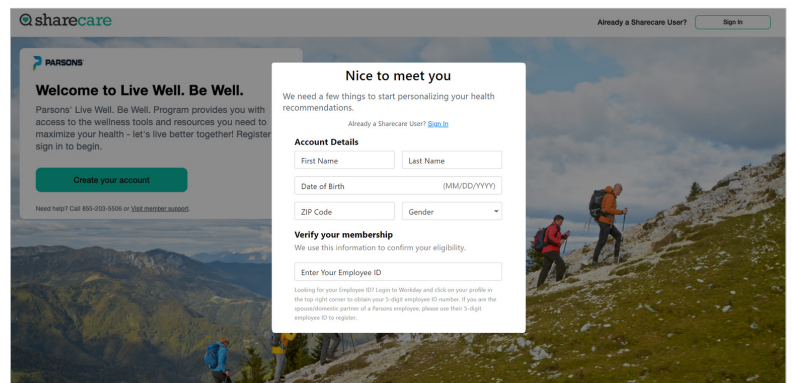 sharecare
Already a Sharecare User?
Sign In
PARSONS
Welcome to Live Well. Be Well.
Parsons' Live Well. Be Well. Program provides you with
access to the wellness tools and resources you need to
maximize your health - let's live better together! Register
sign in to begin.
Create your account
Need help? Call 855-203-5506 or Visit member support.
Nice to meet you
We need a few things to start personalizing your health
recommendations.
Already a Sharecare User? Sign In
Account Details
First Name
Last Name
Date of Birth (MM/DD/YYYY)
ZIP Code
Gender
Verify your membership
We use this information to confirm your eligibility.
Enter Your Employee ID
Looking for your Employee ID? Login to Workday and click on your profile in
the top right corner to obtain your 5-digit employee ID number. If you are the
spouse/domestic partner of a Parsons employee, please use their 5-digit
employee ID to register.